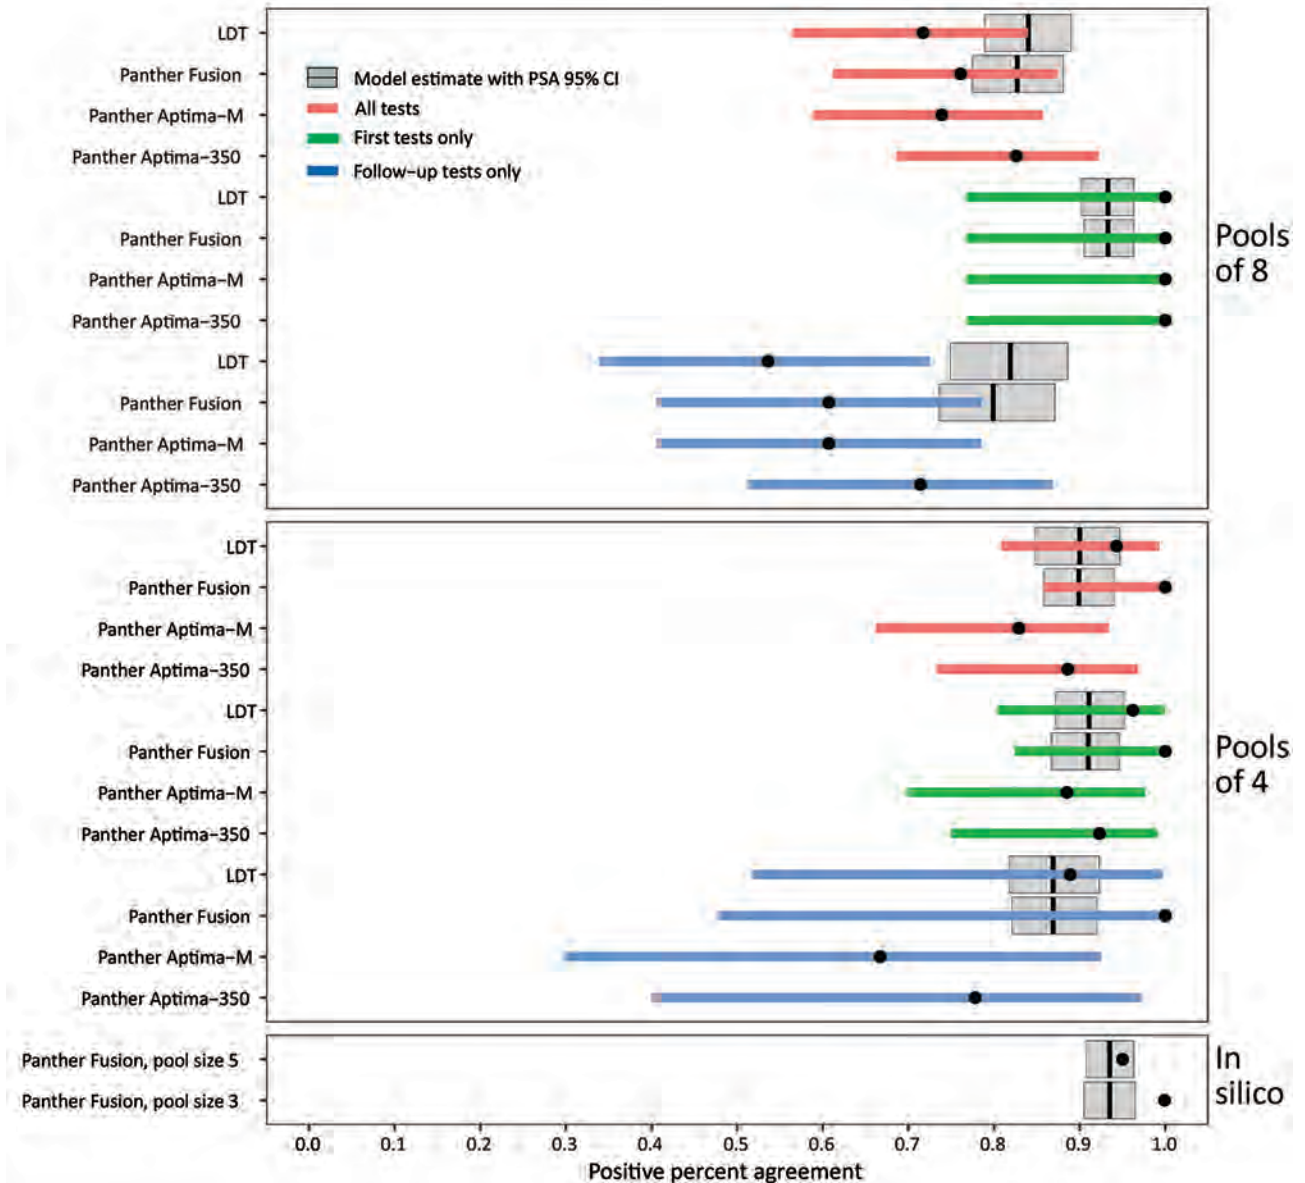 LDT
Panther Fusion
Panther Aptima-M
Panther Aptima-350
LDT
Panther Fusion
Panther Aptima-M
Panther Aptima-350
LDT
Panther Fusion
Panther Aptima-M
Panther Aptima-350
Model estimate with PSA 95% CI
All tests
First tests only
Follow-up tests only
Pools
of 8
LDT
Panther Fusion
Panther Aptima-M
Panther Aptima-350
LDT
Panther Fusion
Panther Aptima-M
Panther Aptima-350
LDT
Panther Fusion
Panther Aptima-M
Panther Aptima-350
Pools
of 4
Panther Fusion, pool size 5
Panther Fusion, pool size 3
In
silico
0.0 0.1 0.2 0.3 0.4 0.5 0.6 0.7 0.8 0.9 1.0
Positive percent agreement